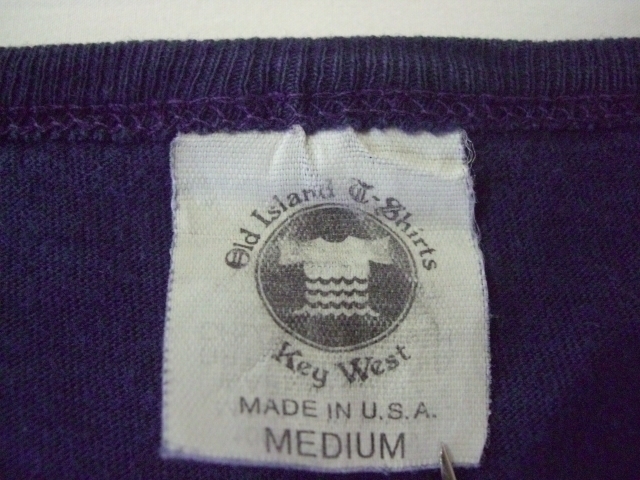 Old Island T-Shirts
Key West
MADE IN U.S.A.
MEDIUM